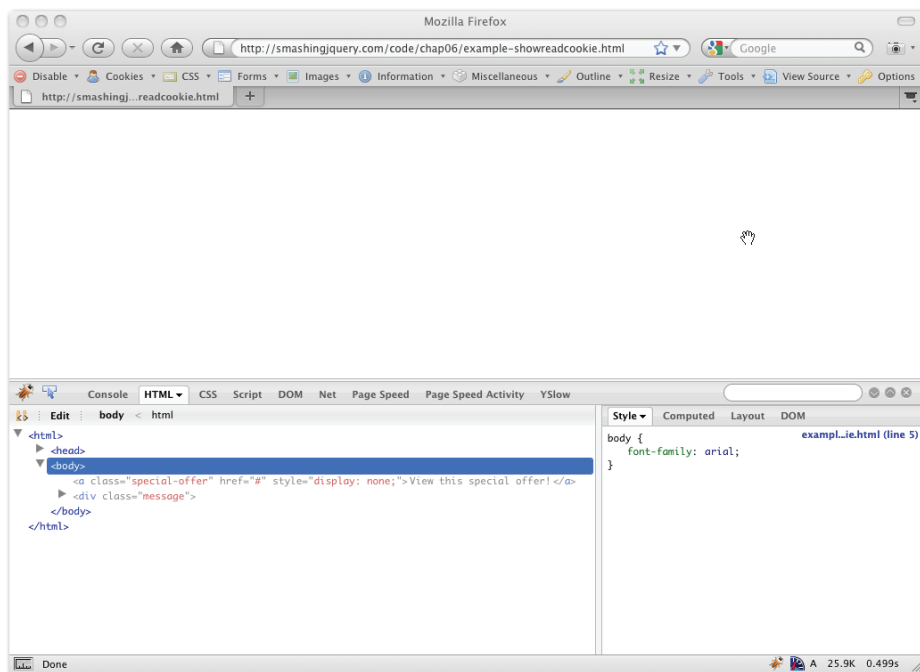 Mozilla Firefox
http://smashingjquery.com/code/chap06/example-showreadcookie.html
Google
Disable Cookies CSS Forms Images Information Miscellaneous Outline Resize Tools View Source Options
http://smashingj...readcookie.html +
Console HTML CSS Script DOM Net Page Speed Page Speed Activity YSlow
Edit body < html
Style Computed Layout DOM
<html>
<head>
<body>
<a class="special-offer" href="#" style="display: none;">View this special offer!</a>
<div class="message">
</body>
</html>
body { exampl...ie.html (line 5)
font-family: arial;
}
Done
A 25.9K 0.499s